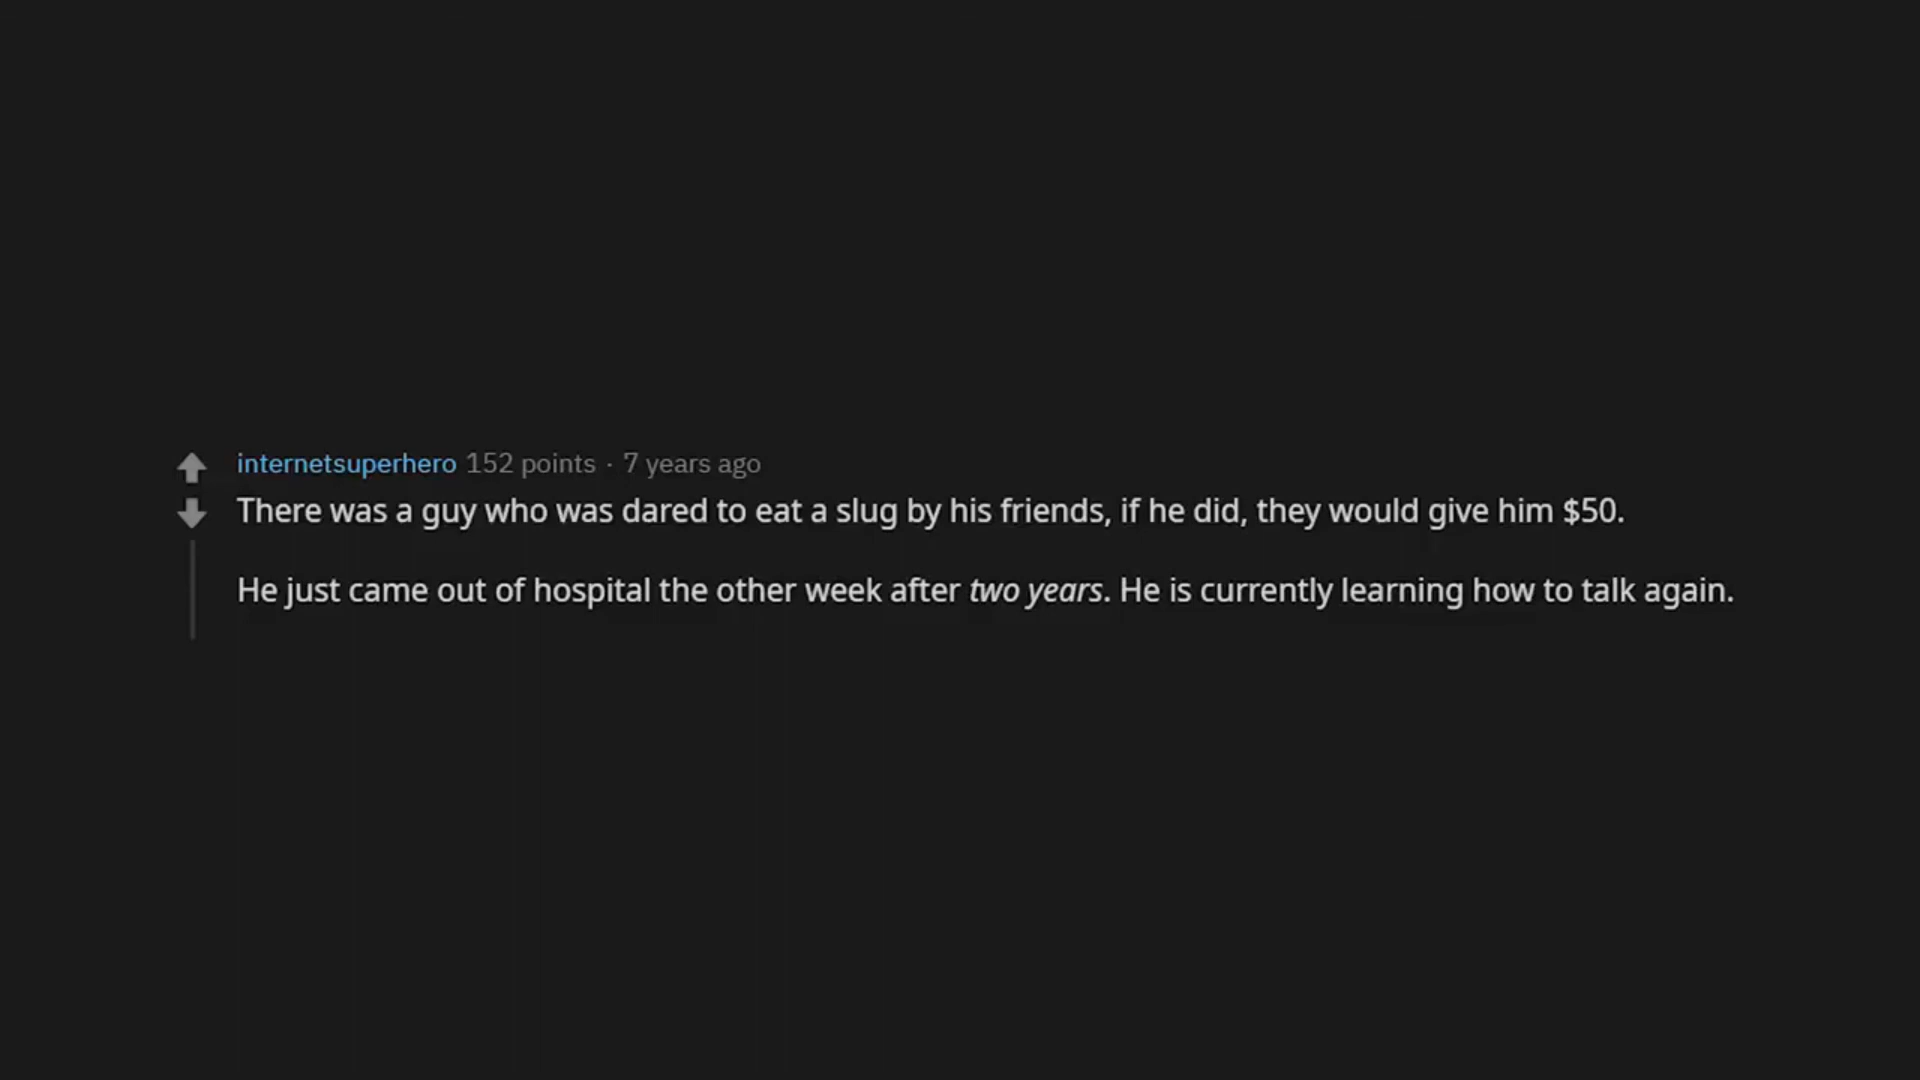 internetsuperhero 152 points · 7 years ago
There was a guy who was dared to eat a slug by his friends, if he did, they would give him $50.
He just came out of hospital the other week after two years. He is currently learning how to talk again.